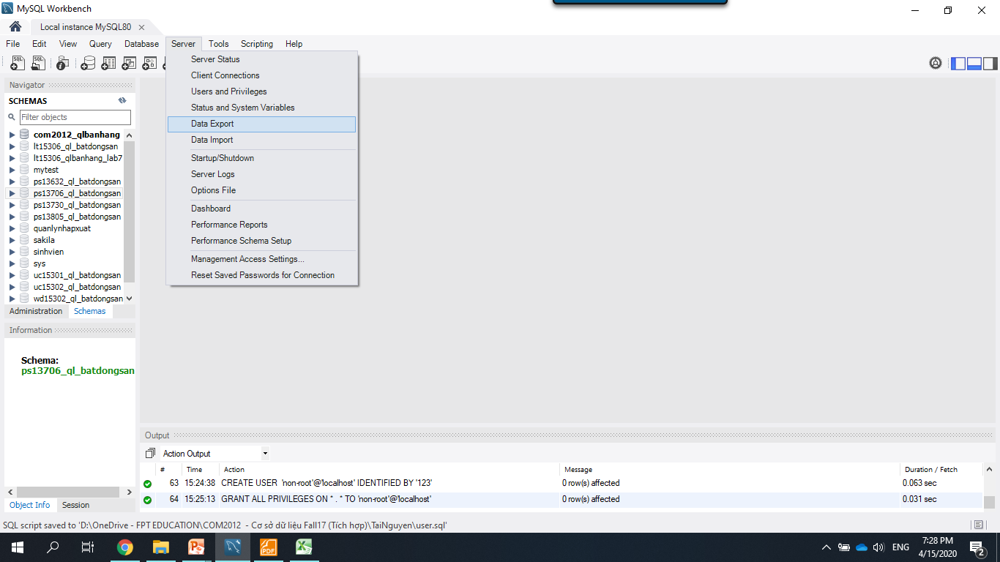 MySQL Workbench
Local instance MySQL80
File Edit View Query Database Server Tools Scripting Help
Server Status
Client Connections
Users and Privileges
Status and System Variables
Data Export
Data Import
Startup/Shutdown
Server Logs
Options File
Dashboard
Performance Reports
Performance Schema Setup
Management Access Settings...
Reset Saved Passwords for Connection
Navigator
SCHEMAS
Filter objects
com2012_qlbanhang
lt15306_ql_batdongsan
lt15306_qlbanhang_lab7
mytest
ps13632_ql_batdongsan
ps13706_ql_batdongsan
ps13730_ql_batdongsan
ps13805_ql_batdongsan
quanlynhapxuat
sakila
sinhvien
sys
uc15301_ql_batdongsan
uc15302_ql_batdongsan
wd15302_ql_batdongsan
Administration Schemas
Information
Schema:
ps13706_ql_batdongsan
Object Info Session
Output
Action Output
# Time Action Message Duration / Fetch
63 15:24:38 CREATE USER 'non-root'@'localhost' IDENTIFIED BY '123' 0 row(s) affected 0.063 sec
64 15:25:13 GRANT ALL PRIVILEGES ON * . * TO 'non-root'@'localhost' 0 row(s) affected 0.031 sec
SQL script saved to 'D:\OneDrive - FPT EDUCATION\COM2012 - Cơ sở dữ liệu Fall17 (Tích hợp)\TaiNguyen\user.sql'
ENG
7:28 PM
4/15/2020
2